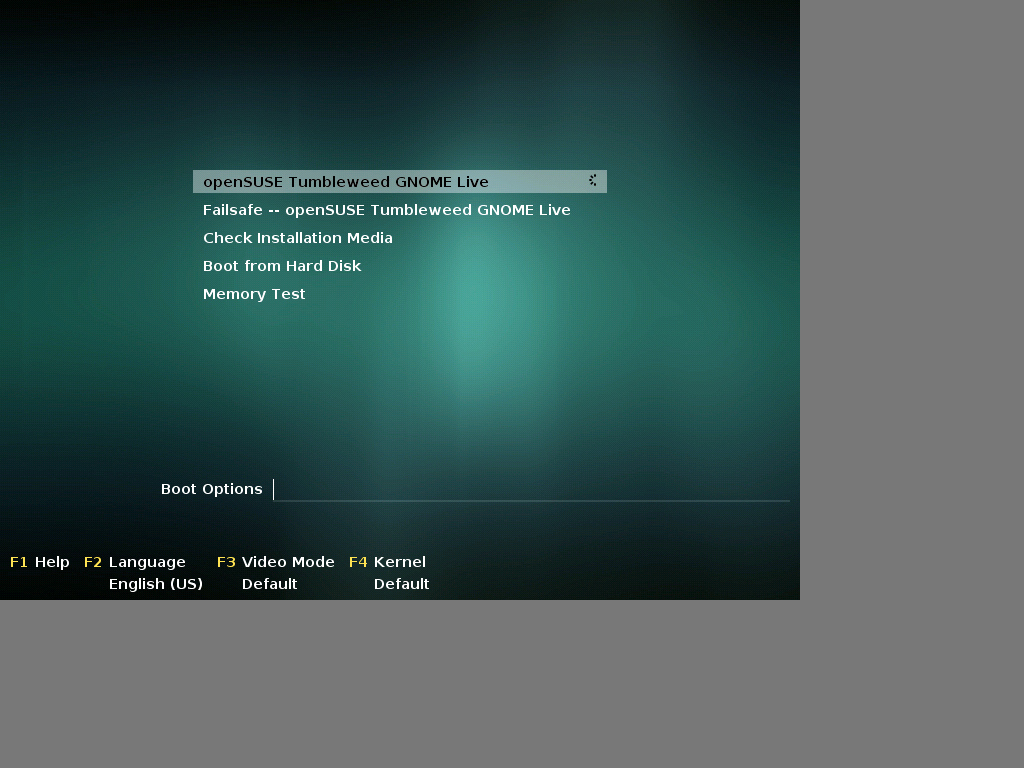 openSUSE Tumbleweed GNOME Live
Failsafe -- openSUSE Tumbleweed GNOME Live
Check Installation Media
Boot from Hard Disk
Memory Test
Boot Options
F1 Help F2 Language F3 Video Mode F4 Kernel
English (US) Default Default